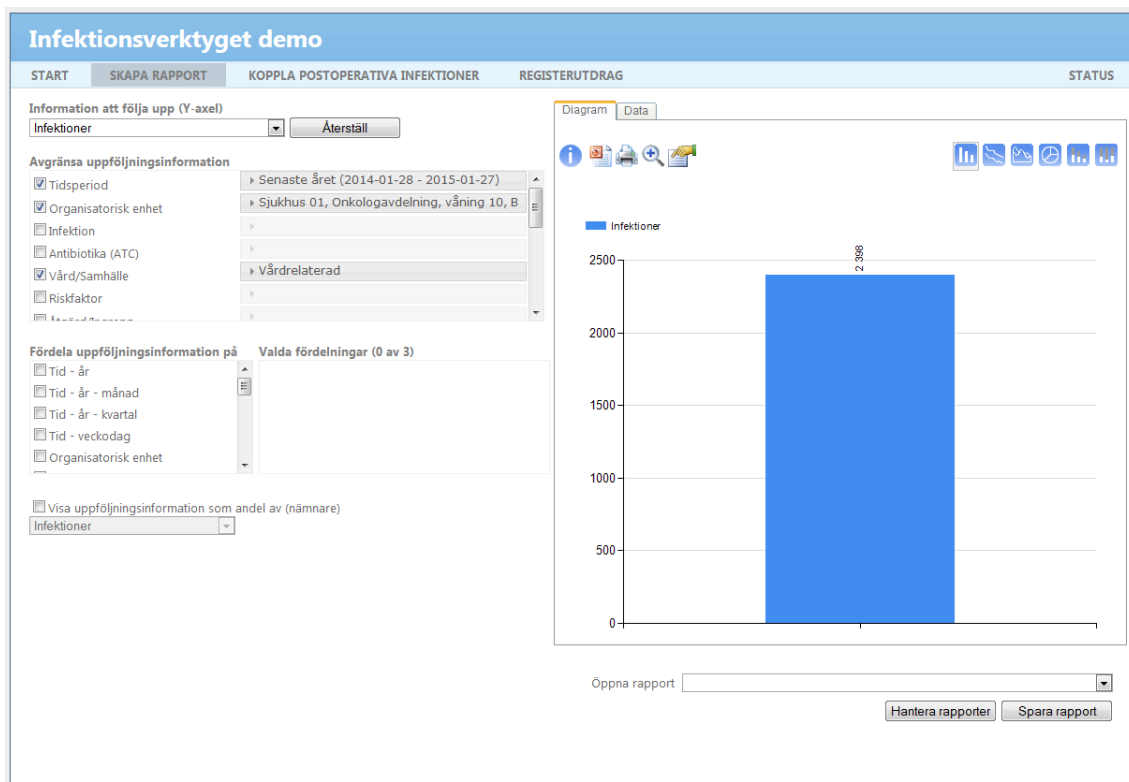 Infektionsverktyget demo
START SKAPA RAPPORT KOPPLA POSTOPERATIVA INFEKTIONER REGISTERUTDRAG STATUS
Information att följa upp (Y-axel)
Infektioner Återställ
Avgränsa uppföljningsinformation
Tidsperiod Senaste året (2014-01-28 - 2015-01-27)
Organisatorisk enhet Sjukhus 01, Onkologavdelning, våning 10, B
Infektion
Antibiotika (ATC)
Vård/Samhälle Vårdrelaterad
Riskfaktor
Fördela uppföljningsinformation på Valda fördelningar (0 av 3)
Tid - år
Tid - år - månad
Tid - år - kvartal
Tid - veckodag
Organisatorisk enhet
Visa uppföljningsinformation som andel av (nämnare)
Infektioner
Diagram Data
Infektioner
2 398
2500
2000
1500
1000
500
0
Öppna rapport
Hantera rapporter Spara rapport